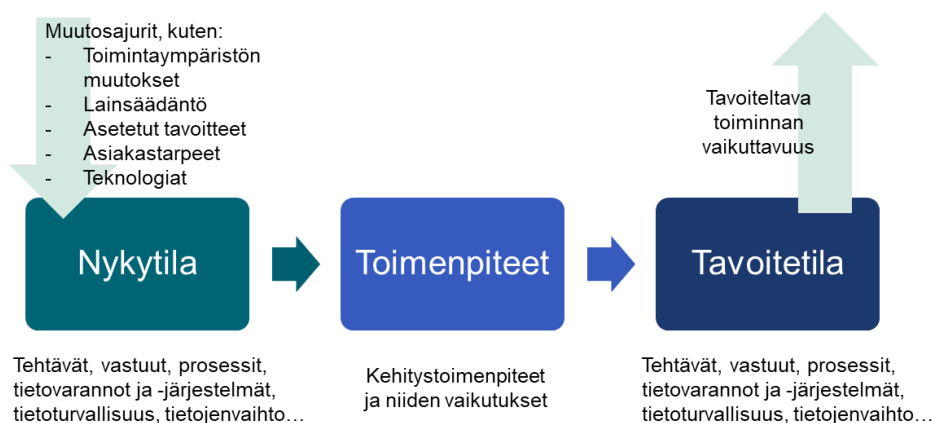 Muutosajurit, kuten:
- Toimintaympäristön
muutokset
- Lainsäädäntö
- Asetetut tavoitteet
- Asiakastarpeet
- Teknologiat
Tavoiteltava
toiminnan
vaikuttavuus
Nykytila
Toimenpiteet
Tavoitetila
Tehtävät, vastuut, prosessit,
tietovarannot ja -järjestelmät,
tietoturvallisuus, tietojenvaihto…
Kehitystoimenpiteet
ja niiden vaikutukset
Tehtävät, vastuut, prosessit,
tietovarannot ja -järjestelmät,
tietoturvallisuus, tietojenvaihto…